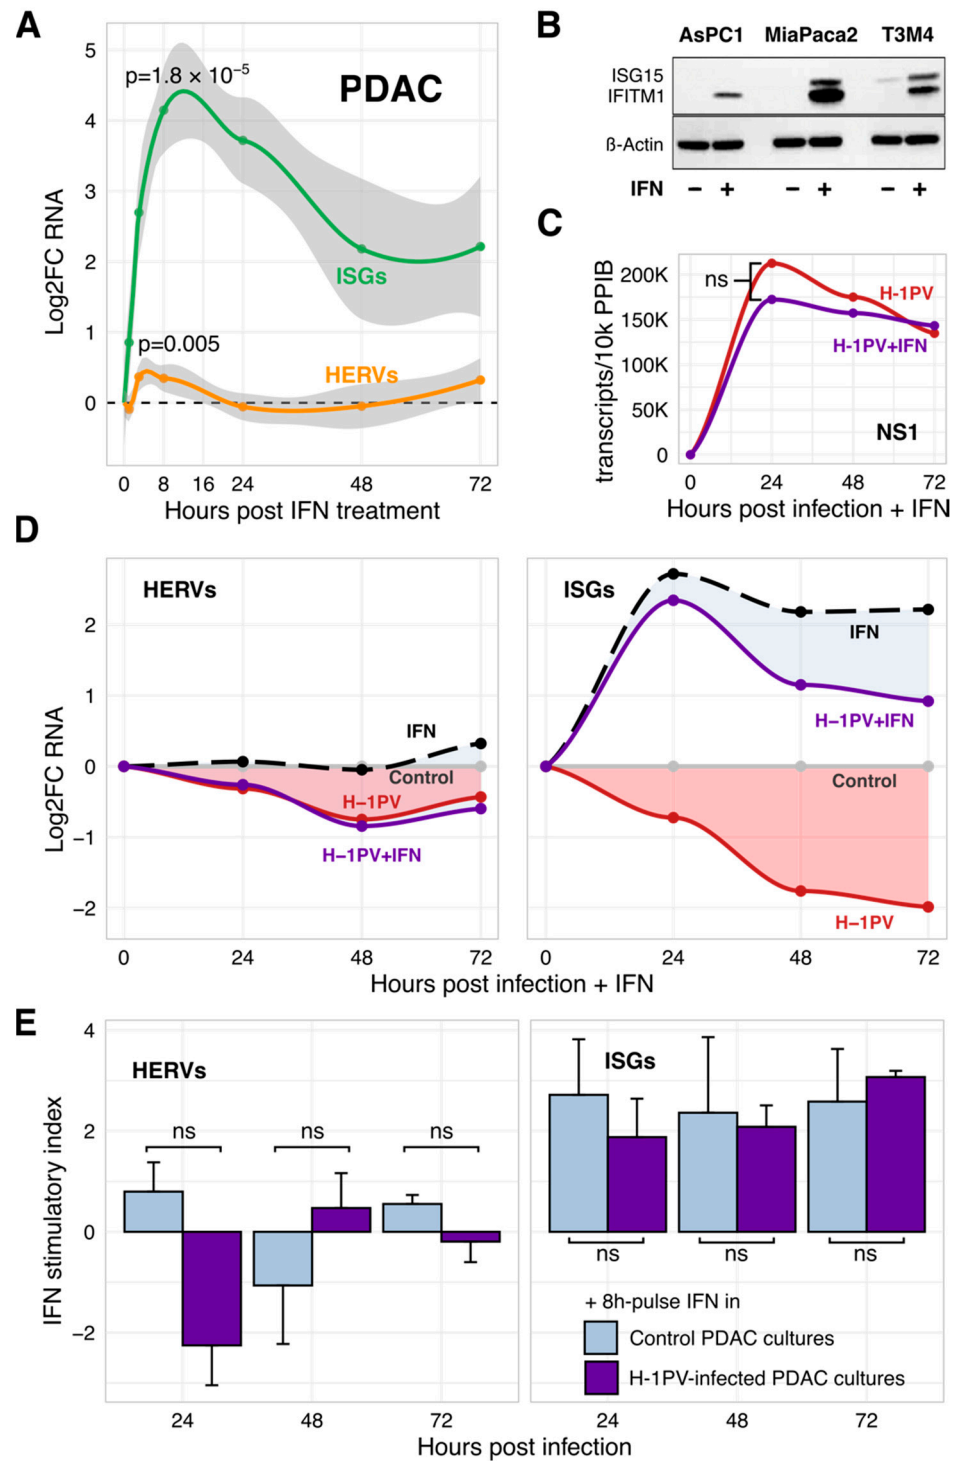 A
5
4
3
2
1
0
Log2FC RNA
p=1.8 × 10⁻⁵
PDAC
ISGs
p=0.005
HERVs
0 8 16 24 48 72
Hours post IFN treatment
B
AsPC1 MiaPaca2 T3M4
ISG15
IFITM1
ß-Actin
IFN − + − + − +
C
transcripts/10k PPIB
200K
150K
100K
50K
0
ns
H-1PV
H-1PV+IFN
NS1
0 24 48 72
Hours post infection + IFN
D
Log2FC RNA
2
1
0
−1
−2
HERVs
IFN
Control
H−1PV
H−1PV+IFN
0 24 48 72
ISGs
IFN
H−1PV+IFN
Control
H−1PV
0 24 48 72
Hours post infection + IFN
E
IFN stimulatory index
4
2
0
−2
HERVs
ns ns ns
24 48 72
ISGs
ns ns ns
+ 8h-pulse IFN in
Control PDAC cultures
H-1PV-infected PDAC cultures
24 48 72
Hours post infection